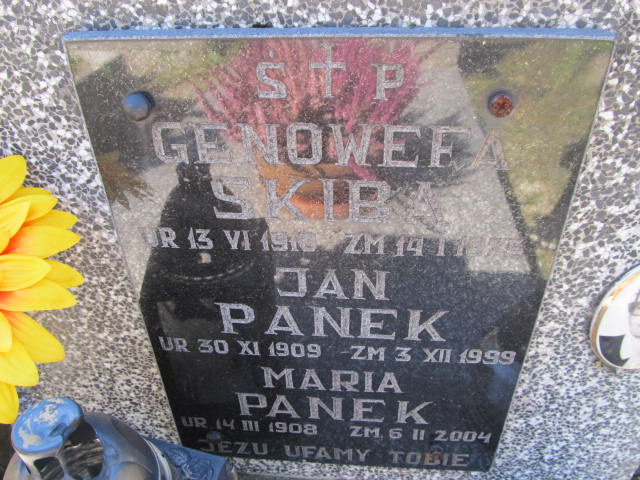 Ś † P
GENOWEFA
SKIBA
UR 13 VI ZM 14 I
JAN
PANEK
UR 30 XI 1909 - ZM 3 XII 1999
MARIA
PANEK
UR 14 III 1908 ZM 6 II 2004
JEZU UFAMY TOBIE